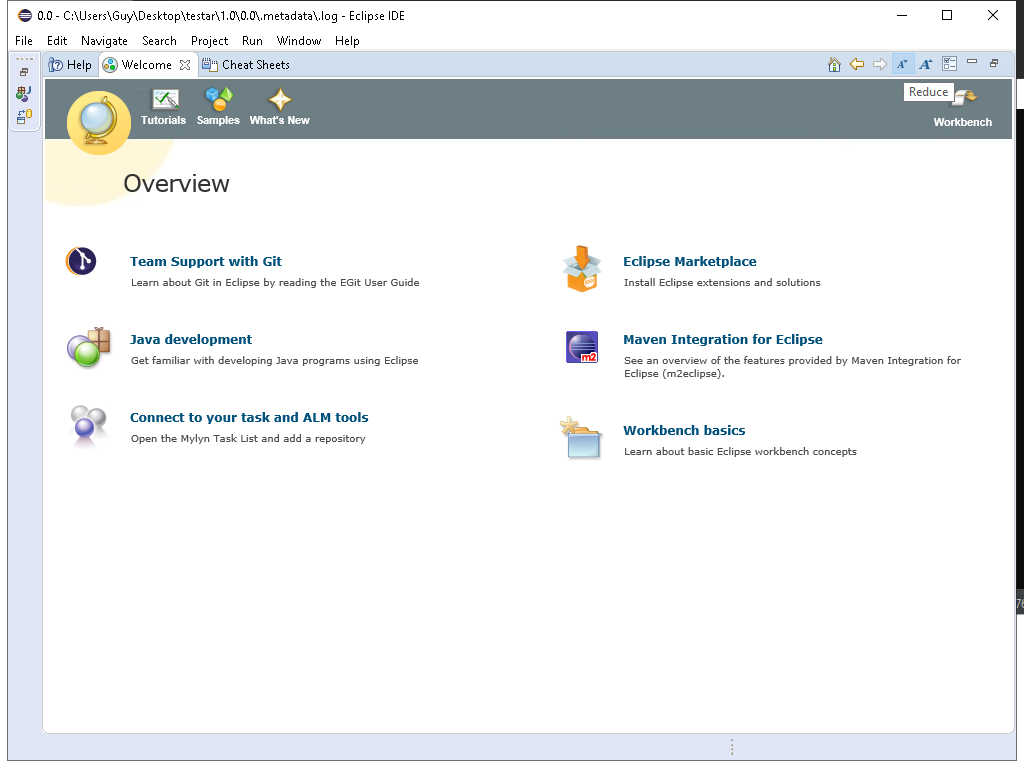 0.0 - C:\Users\Guy\Desktop\testar\1.0\0.0\.metadata\.log - Eclipse IDE
File Edit Navigate Search Project Run Window Help
Help Welcome Cheat Sheets
Reduce
Tutorials Samples What's New Workbench
Overview
Team Support with Git
Learn about Git in Eclipse by reading the EGit User Guide
Eclipse Marketplace
Install Eclipse extensions and solutions
Java development
Get familiar with developing Java programs using Eclipse
m2
Maven Integration for Eclipse
See an overview of the features provided by Maven Integration for
Eclipse (m2eclipse).
Connect to your task and ALM tools
Open the Mylyn Task List and add a repository
Workbench basics
Learn about basic Eclipse workbench concepts